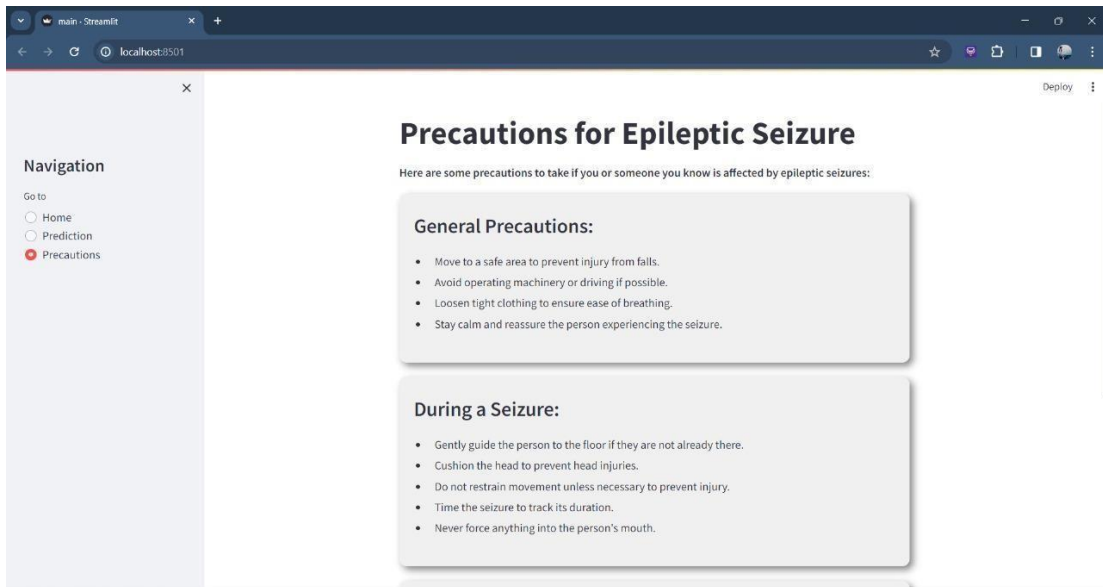 main · Streamlit
localhost:8501
Deploy
Navigation
Go to
Home
Prediction
Precautions
Precautions for Epileptic Seizure
Here are some precautions to take if you or someone you know is affected by epileptic seizures:
General Precautions:
• Move to a safe area to prevent injury from falls.
• Avoid operating machinery or driving if possible.
• Loosen tight clothing to ensure ease of breathing.
• Stay calm and reassure the person experiencing the seizure.
During a Seizure:
• Gently guide the person to the floor if they are not already there.
• Cushion the head to prevent head injuries.
• Do not restrain movement unless necessary to prevent injury.
• Time the seizure to track its duration.
• Never force anything into the person's mouth.